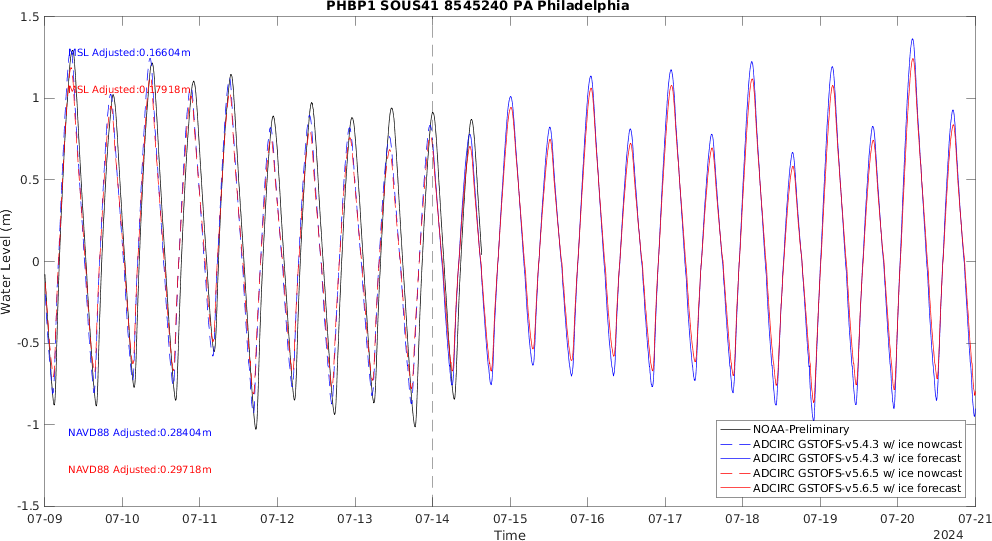 PHBP1 SOUS41 8545240 PA Philadelphia
1.5
MSL Adjusted:0.16604m
MSL Adjusted:0.17918m
1
0.5
0
Water Level (m)
-0.5
-1
NAVD88 Adjusted:0.28404m
NAVD88 Adjusted:0.29718m
-1.5
NOAA-Preliminary
ADCIRC GSTOFS-v5.4.3 w/ ice nowcast
ADCIRC GSTOFS-v5.4.3 w/ ice forecast
ADCIRC GSTOFS-v5.6.5 w/ ice nowcast
ADCIRC GSTOFS-v5.6.5 w/ ice forecast
07-09 07-10 07-11 07-12 07-13 07-14 07-15 07-16 07-17 07-18 07-19 07-20 07-21
Time
2024